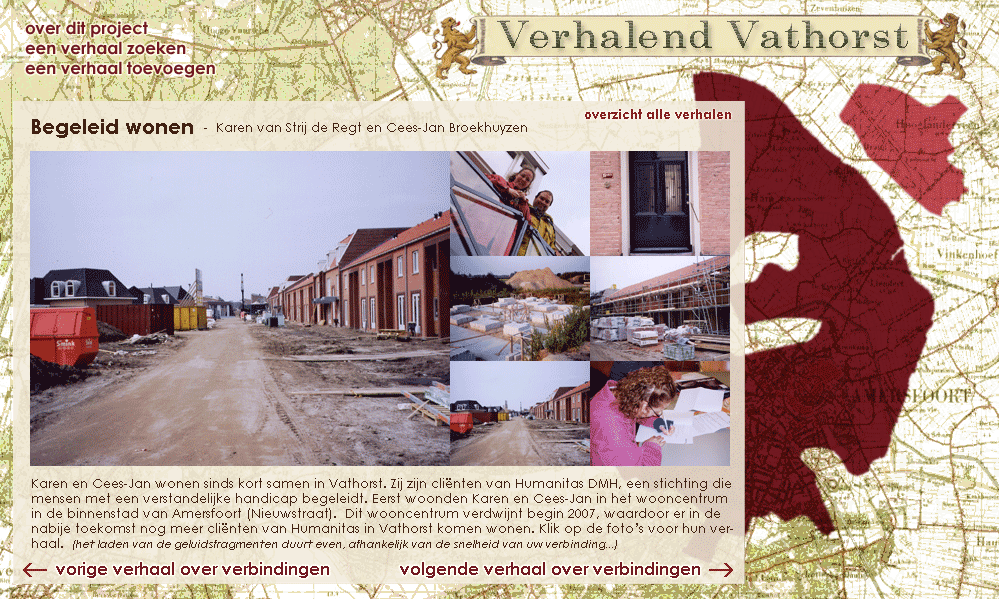 over dit project
een verhaal zoeken
een verhaal toevoegen
Verhalend Vathorst
overzicht alle verhalen
Begeleid wonen - Karen van Strij de Regt en Cees-Jan Broekhuyzen
Smink
Karen en Cees-Jan wonen sinds kort samen in Vathorst. Zij zijn cliënten van Humanitas DMH, een stichting die
mensen met een verstandelijke handicap begeleidt. Eerst woonden Karen en Cees-Jan in het wooncentrum
in de binnenstad van Amersfoort (Nieuwstraat). Dit wooncentrum verdwijnt begin 2007, waardoor er in de
nabije toekomst nog meer cliënten van Humanitas in Vathorst komen wonen. Klik op de foto's voor hun ver-
haal. (het laden van de geluidsfragmenten duurt even, afhankelijk van de snelheid van uw verbinding...)
vorige verhaal over verbindingen
volgende verhaal over verbindingen
Zevenhuizen
Hooglanderveen
Vinkenhoef
AMERSFOORT